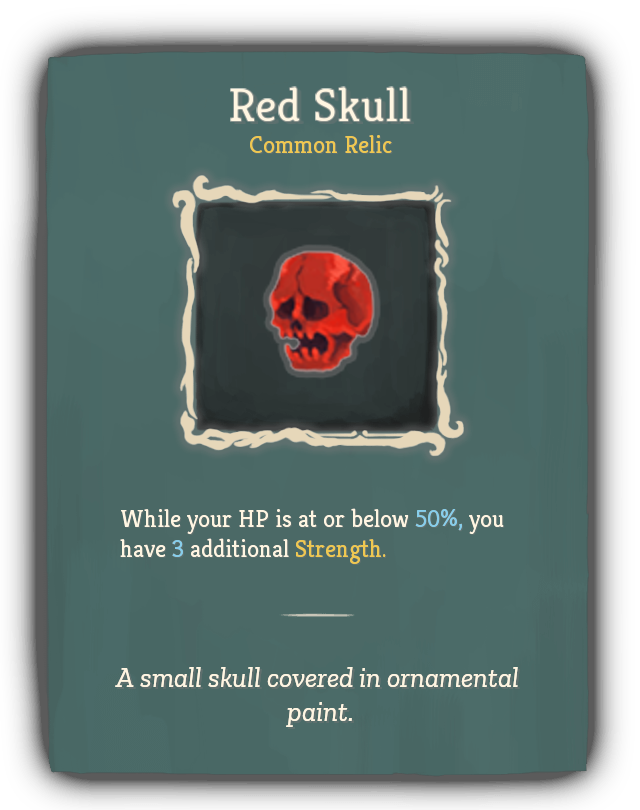 Red Skull
Common Relic
While your HP is at or below 50%, you
have 3 additional Strength.
A small skull covered in ornamental
paint.